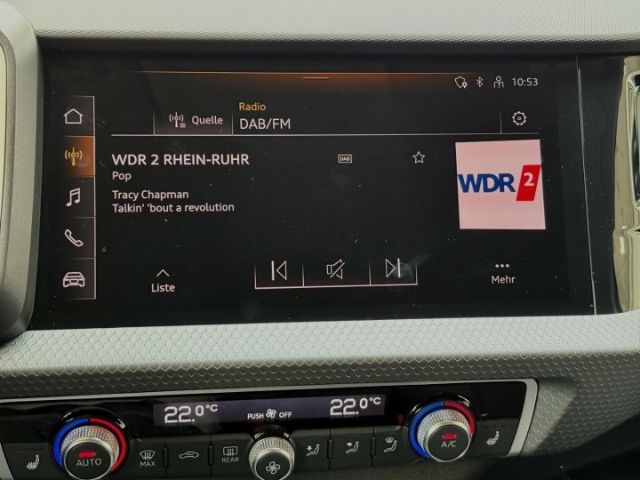 10:53
Radio
Quelle
DAB/FM
WDR 2 RHEIN-RUHR
DAB
Pop
WDR 2
Tracy Chapman
Talkin' 'bout a revolution
Liste
Mehr
22.0°C
PUSH OFF
22.0°C
AUTO
MAX
REAR
A/C